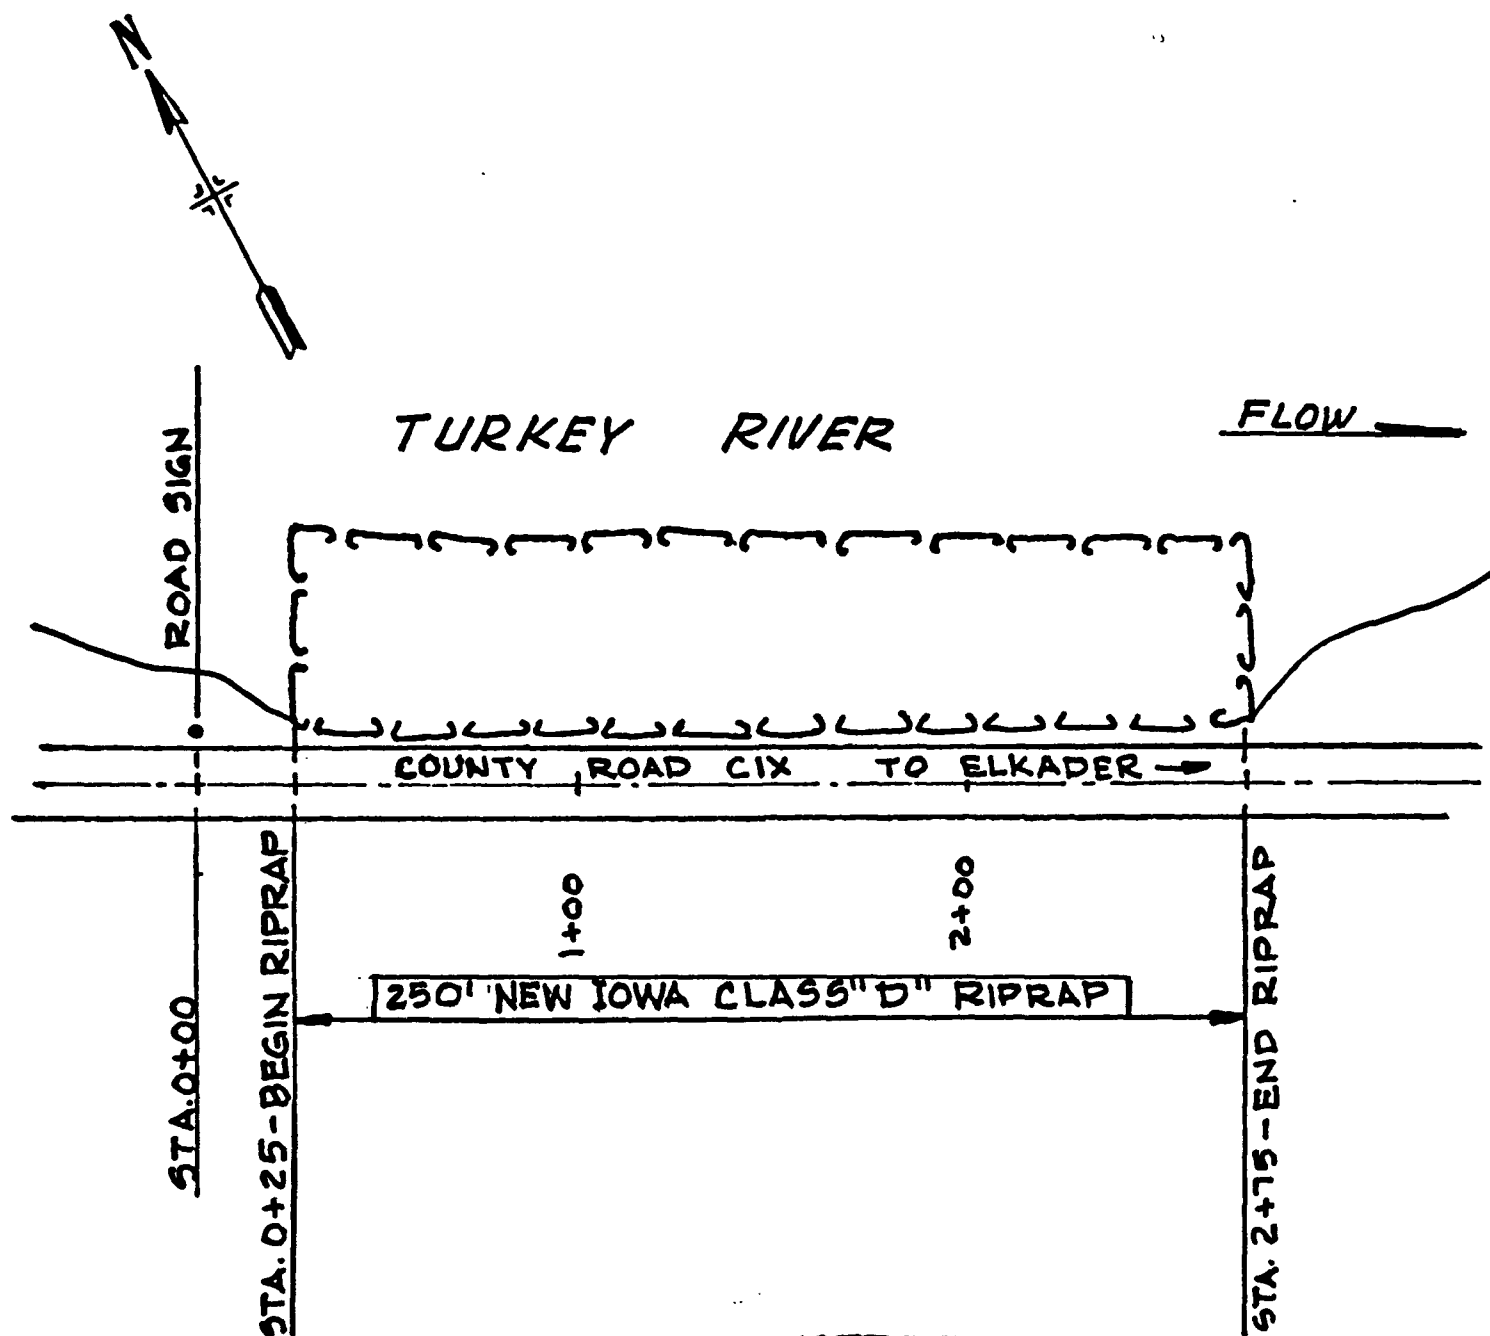 N
TURKEY RIVER
FLOW
ROAD SIGN
COUNTY ROAD CIX TO ELKADER
1+00
2+00
250' NEW IOWA CLASS "D" RIPRAP
STA. 0+00
STA. 0+25-BEGIN RIPRAP
STA. 2+75-END RIPRAP